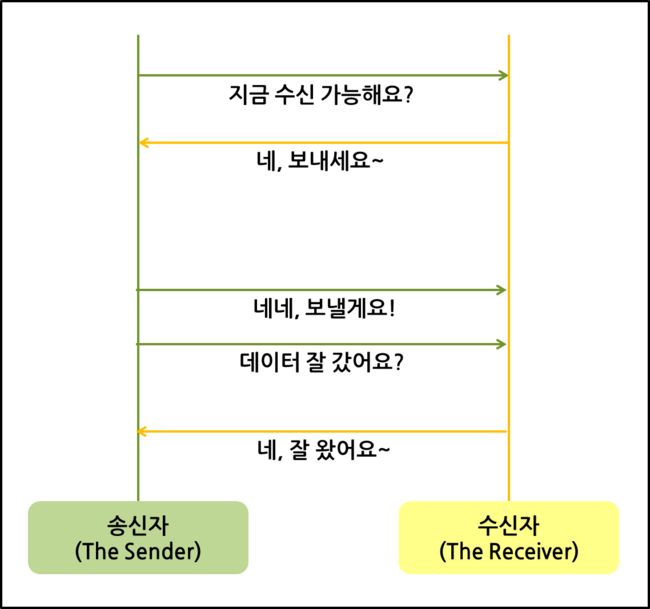 지금 수신 가능해요?
네, 보내세요~
네네, 보낼게요!
데이터 잘 갔어요?
네, 잘 왔어요~
송신자
(The Sender)
수신자
(The Receiver)